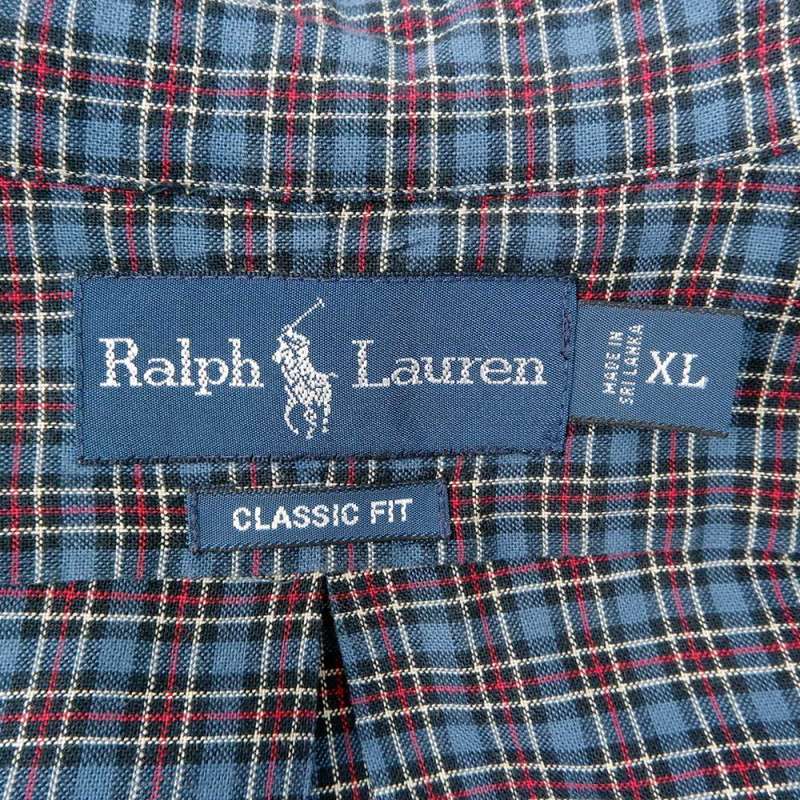 Ralph Lauren
MADE IN
SRI LANKA
XL
CLASSIC FIT